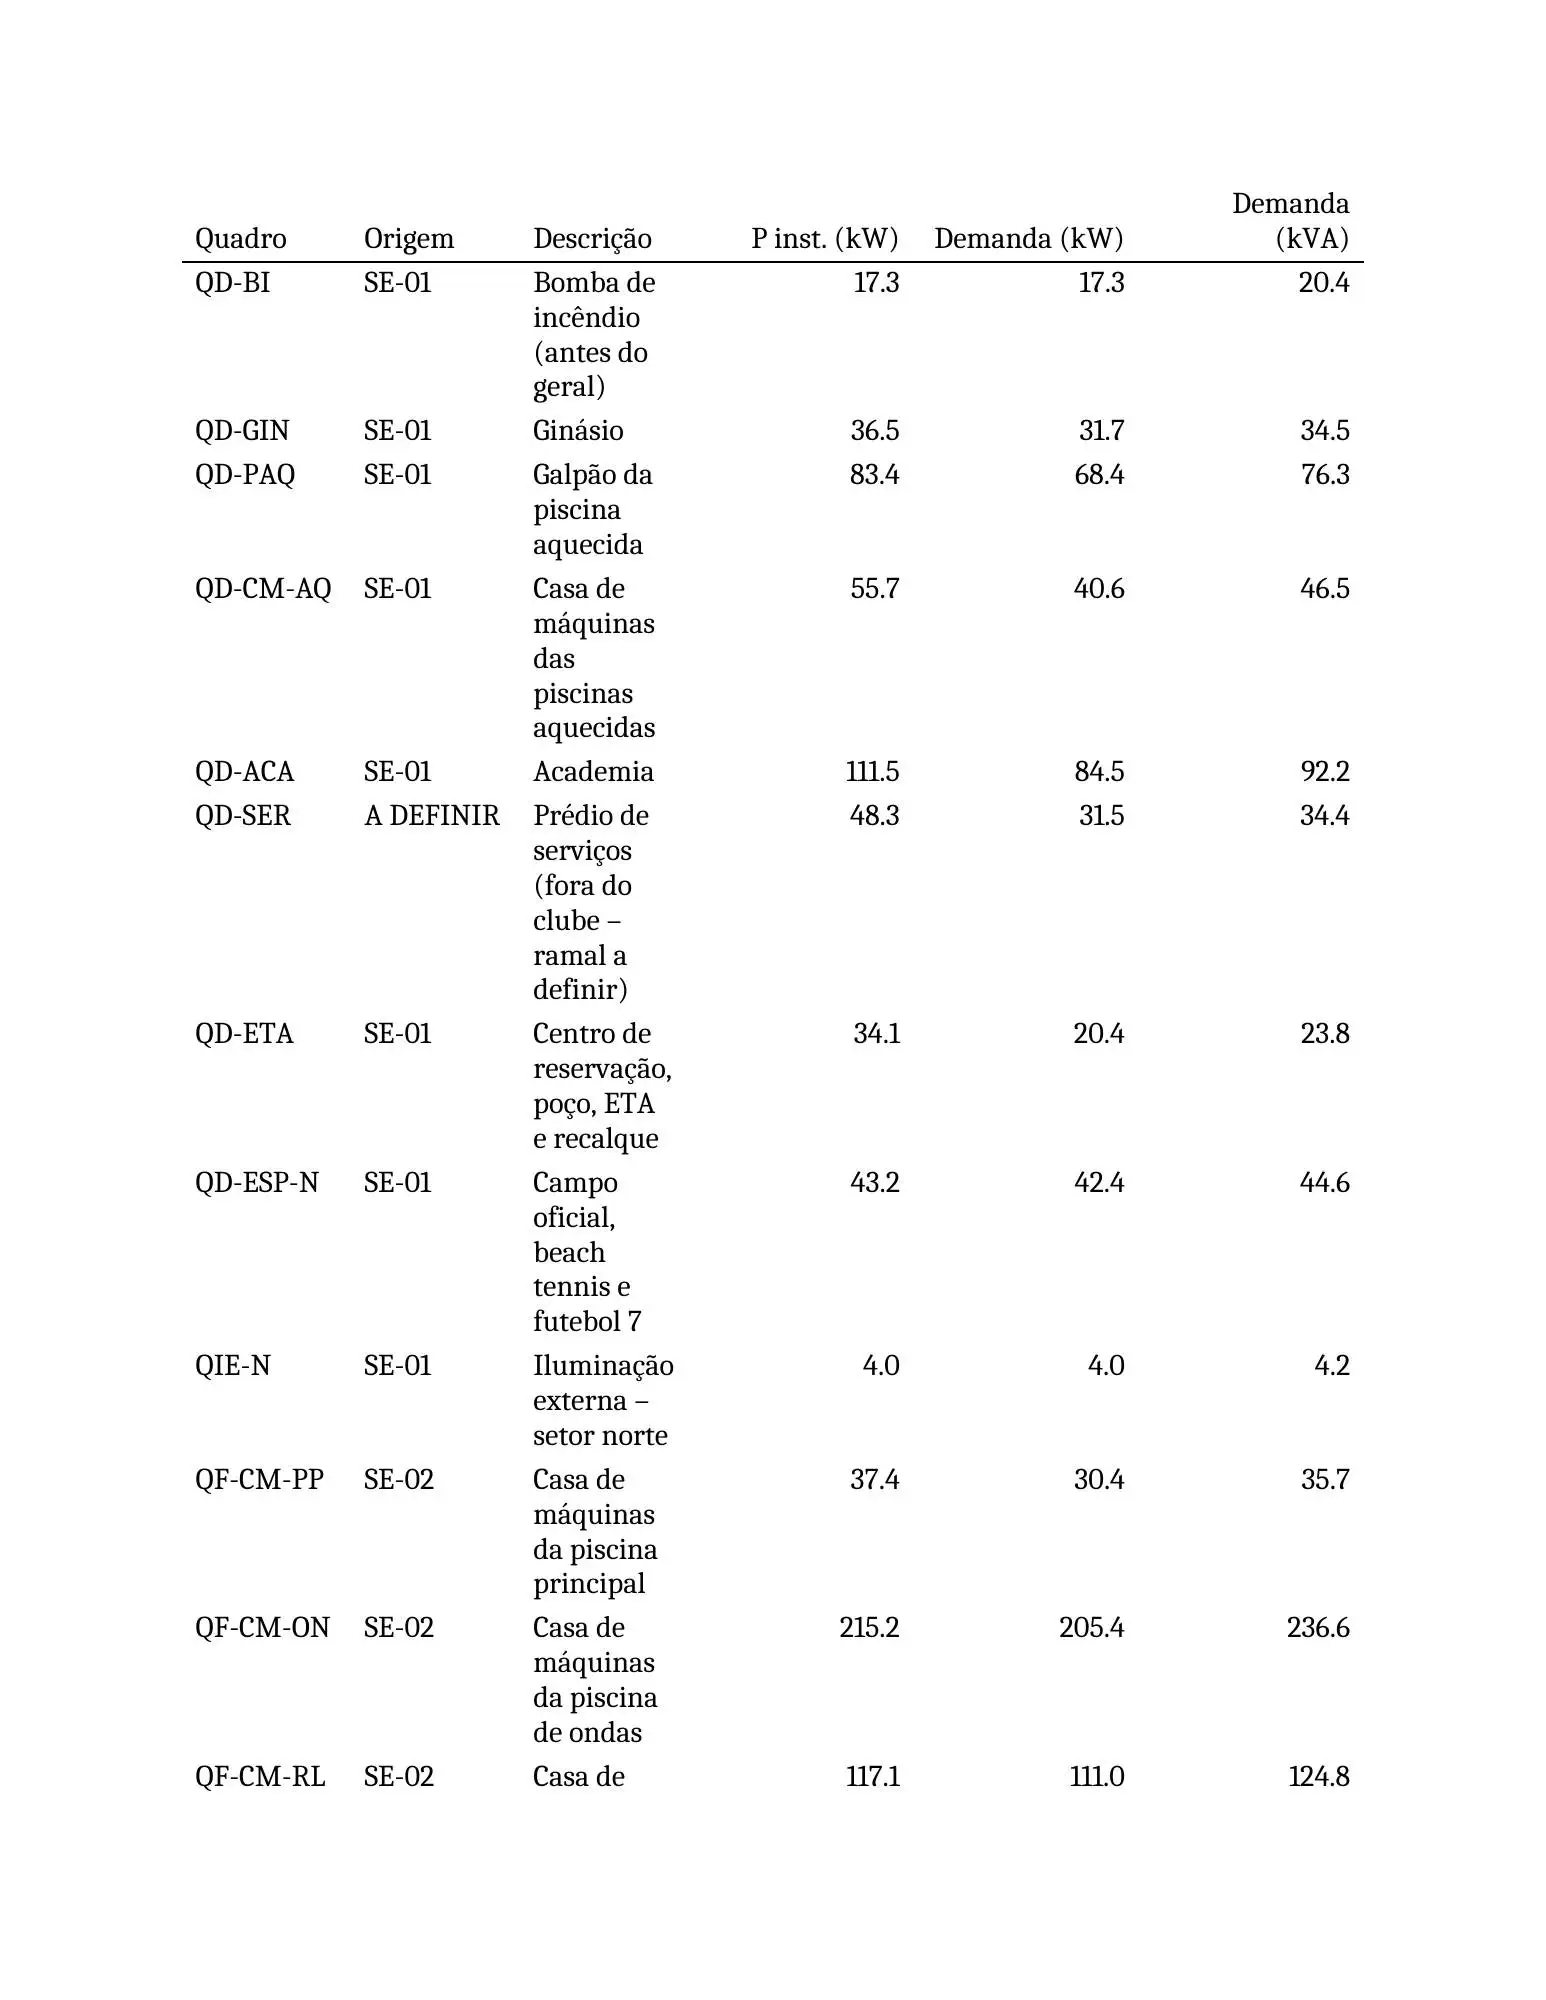 Demanda
Quadro Origem Descrição P inst. (kW) Demanda (kW) (kVA)
QD-BI SE-01 Bomba de 17.3 17.3 20.4
incêndio
(antes do
geral)
QD-GIN SE-01 Ginásio 36.5 31.7 34.5
QD-PAQ SE-01 Galpão da 83.4 68.4 76.3
piscina
aquecida
QD-CM-AQ SE-01 Casa de 55.7 40.6 46.5
máquinas
das
piscinas
aquecidas
QD-ACA SE-01 Academia 111.5 84.5 92.2
QD-SER A DEFINIR Prédio de 48.3 31.5 34.4
serviços
(fora do
clube –
ramal a
definir)
QD-ETA SE-01 Centro de 34.1 20.4 23.8
reservação,
poço, ETA
e recalque
QD-ESP-N SE-01 Campo 43.2 42.4 44.6
oficial,
beach
tennis e
futebol 7
QIE-N SE-01 Iluminação 4.0 4.0 4.2
externa –
setor norte
QF-CM-PP SE-02 Casa de 37.4 30.4 35.7
máquinas
da piscina
principal
QF-CM-ON SE-02 Casa de 215.2 205.4 236.6
máquinas
da piscina
de ondas
QF-CM-RL SE-02 Casa de 117.1 111.0 124.8